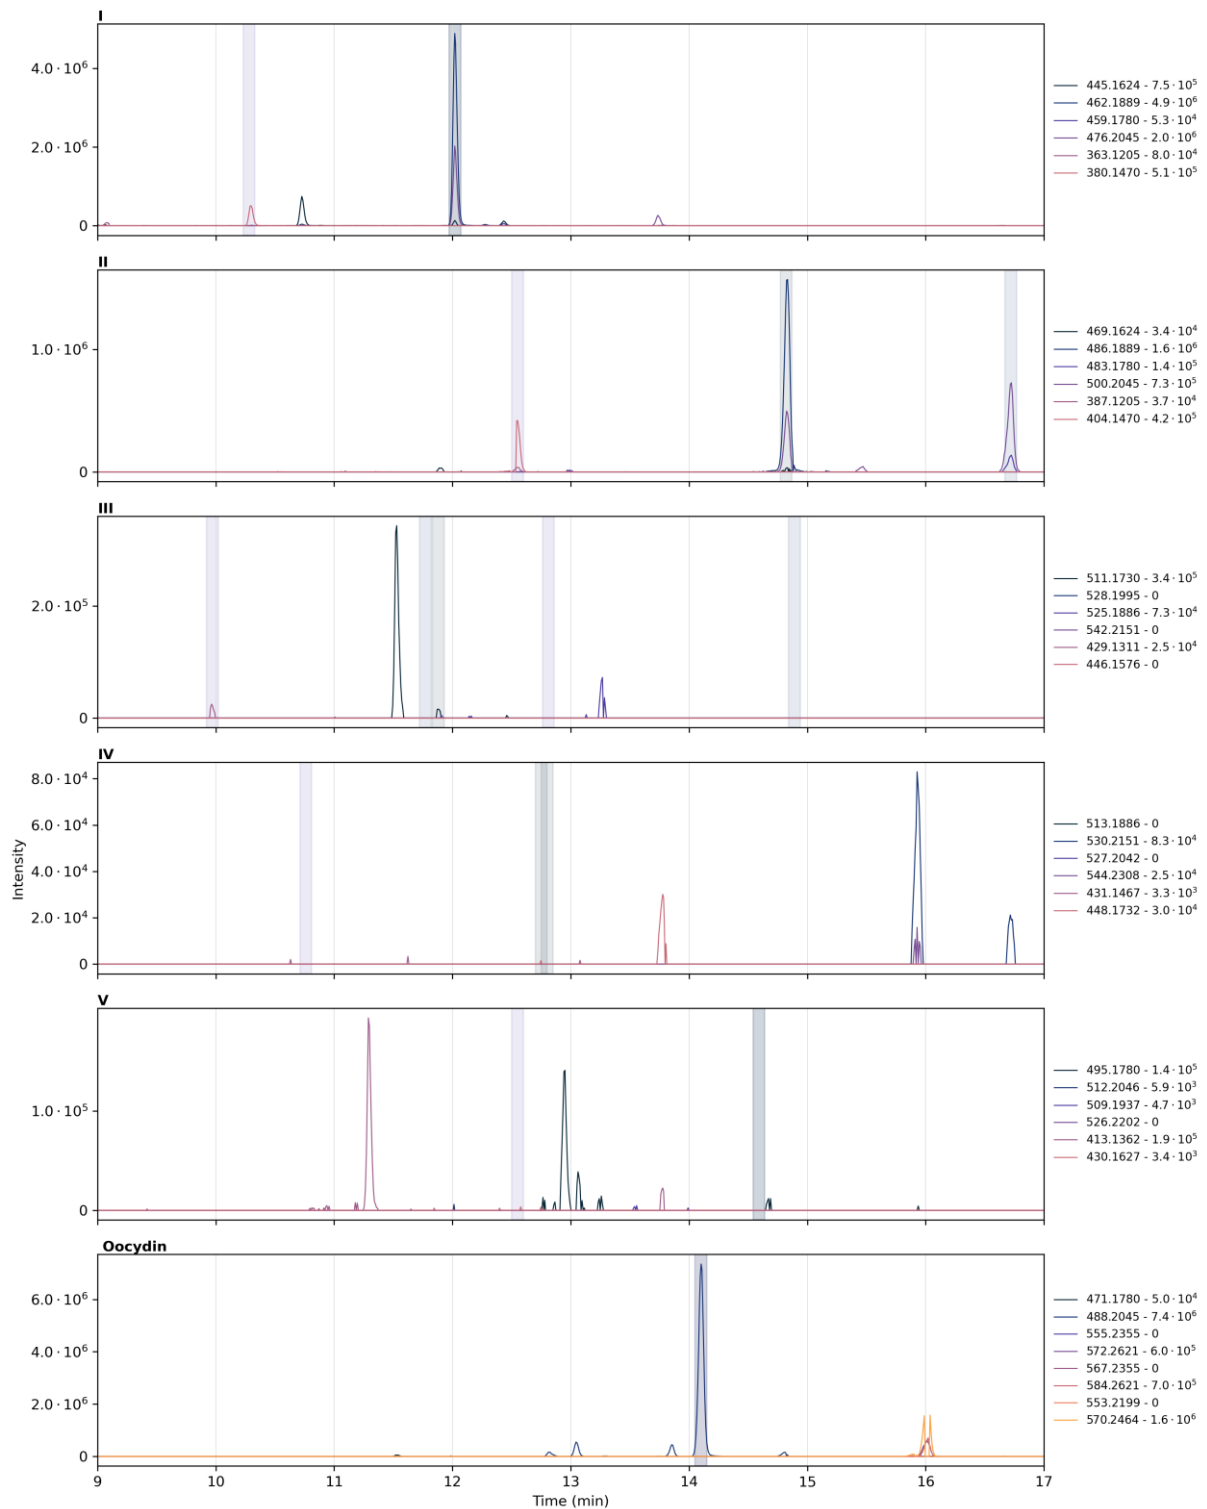 I
4.0 · 10⁶
2.0 · 10⁶
0
445.1624 - 7.5 · 10⁵
462.1889 - 4.9 · 10⁶
459.1780 - 5.3 · 10⁴
476.2045 - 2.0 · 10⁶
363.1205 - 8.0 · 10⁴
380.1470 - 5.1 · 10⁵
II
1.0 · 10⁶
0
469.1624 - 3.4 · 10⁴
486.1889 - 1.6 · 10⁶
483.1780 - 1.4 · 10⁵
500.2045 - 7.3 · 10⁵
387.1205 - 3.7 · 10⁴
404.1470 - 4.2 · 10⁵
III
2.0 · 10⁵
0
511.1730 - 3.4 · 10⁵
528.1995 - 0
525.1886 - 7.3 · 10⁴
542.2151 - 0
429.1311 - 2.5 · 10⁴
446.1576 - 0
IV
8.0 · 10⁴
6.0 · 10⁴
4.0 · 10⁴
2.0 · 10⁴
0
Intensity
513.1886 - 0
530.2151 - 8.3 · 10⁴
527.2042 - 0
544.2308 - 2.5 · 10⁴
431.1467 - 3.3 · 10³
448.1732 - 3.0 · 10⁴
V
1.0 · 10⁵
0
495.1780 - 1.4 · 10⁵
512.2046 - 5.9 · 10³
509.1937 - 4.7 · 10³
526.2202 - 0
413.1362 - 1.9 · 10⁵
430.1627 - 3.4 · 10³
Oocydin
6.0 · 10⁶
4.0 · 10⁶
2.0 · 10⁶
0
471.1780 - 5.0 · 10⁴
488.2045 - 7.4 · 10⁶
555.2355 - 0
572.2621 - 6.0 · 10⁵
567.2355 - 0
584.2621 - 7.0 · 10⁵
553.2199 - 0
570.2464 - 1.6 · 10⁶
9 10 11 12 13 14 15 16 17
Time (min)